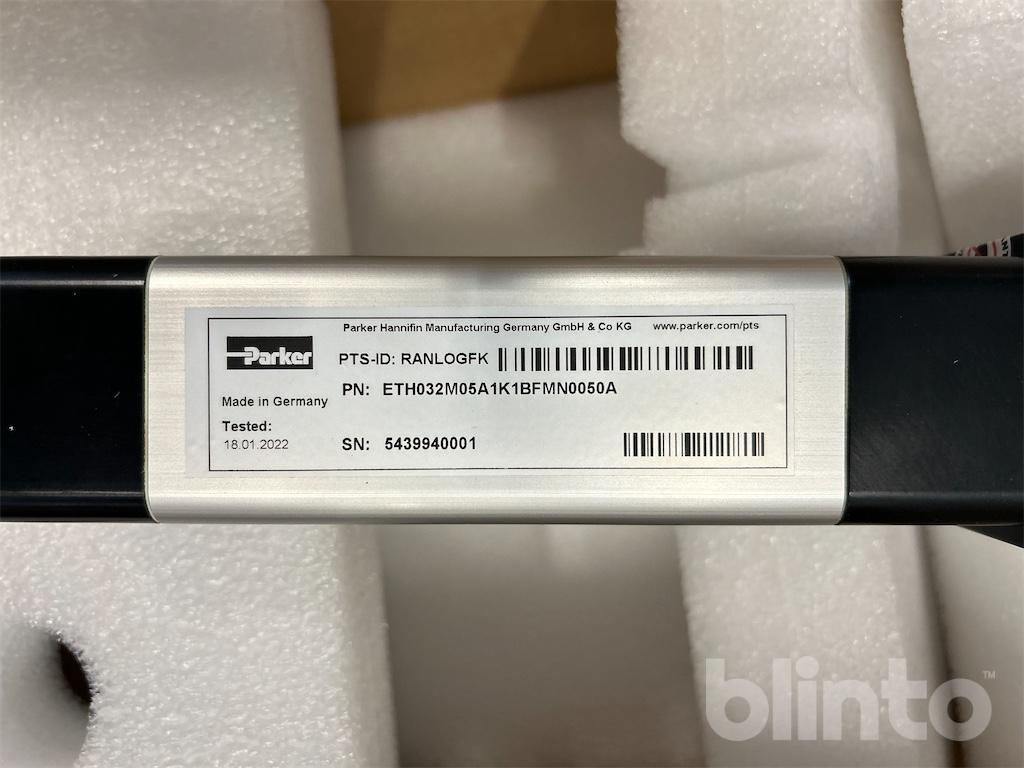 Parker Hannifin Manufacturing Germany GmbH & Co KG www.parker.com/pts
Parker
PTS-ID: RANLOGFK
PN: ETH032M05A1K1BFMN0050A
Made in Germany
Tested:
18.01.2022
SN: 5439940001
blinto™